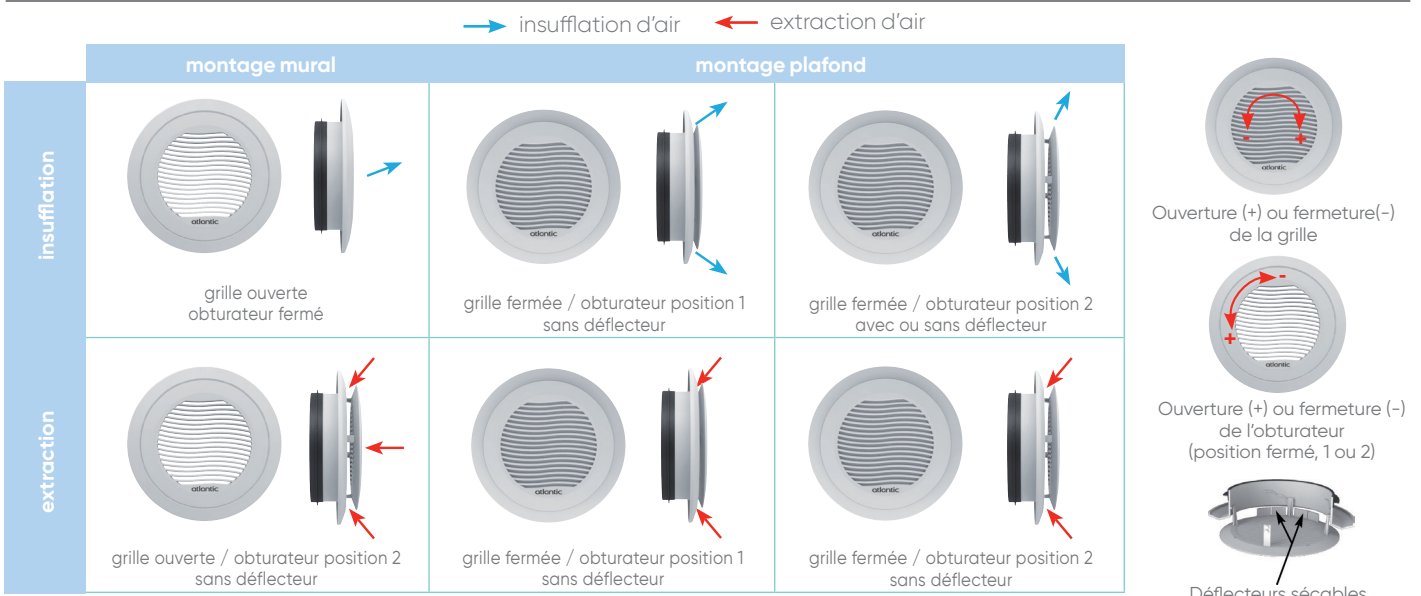 insufflation d'air
extraction d'air
montage mural
montage plafond
insufflation
atlantic
grille ouverte
obturateur fermé
atlantic
grille fermée / obturateur position 1
sans déflecteur
atlantic
grille fermée / obturateur position 2
avec ou sans déflecteur
extraction
atlantic
grille ouverte / obturateur position 2
sans déflecteur
atlantic
grille fermée / obturateur position 1
sans déflecteur
atlantic
grille fermée / obturateur position 2
sans déflecteur
- +
atlantic
Ouverture (+) ou fermeture(-)
de la grille
-
+
atlantic
Ouverture (+) ou fermeture (-)
de l'obturateur
(position fermé, 1 ou 2)
Déflecteurs sécables